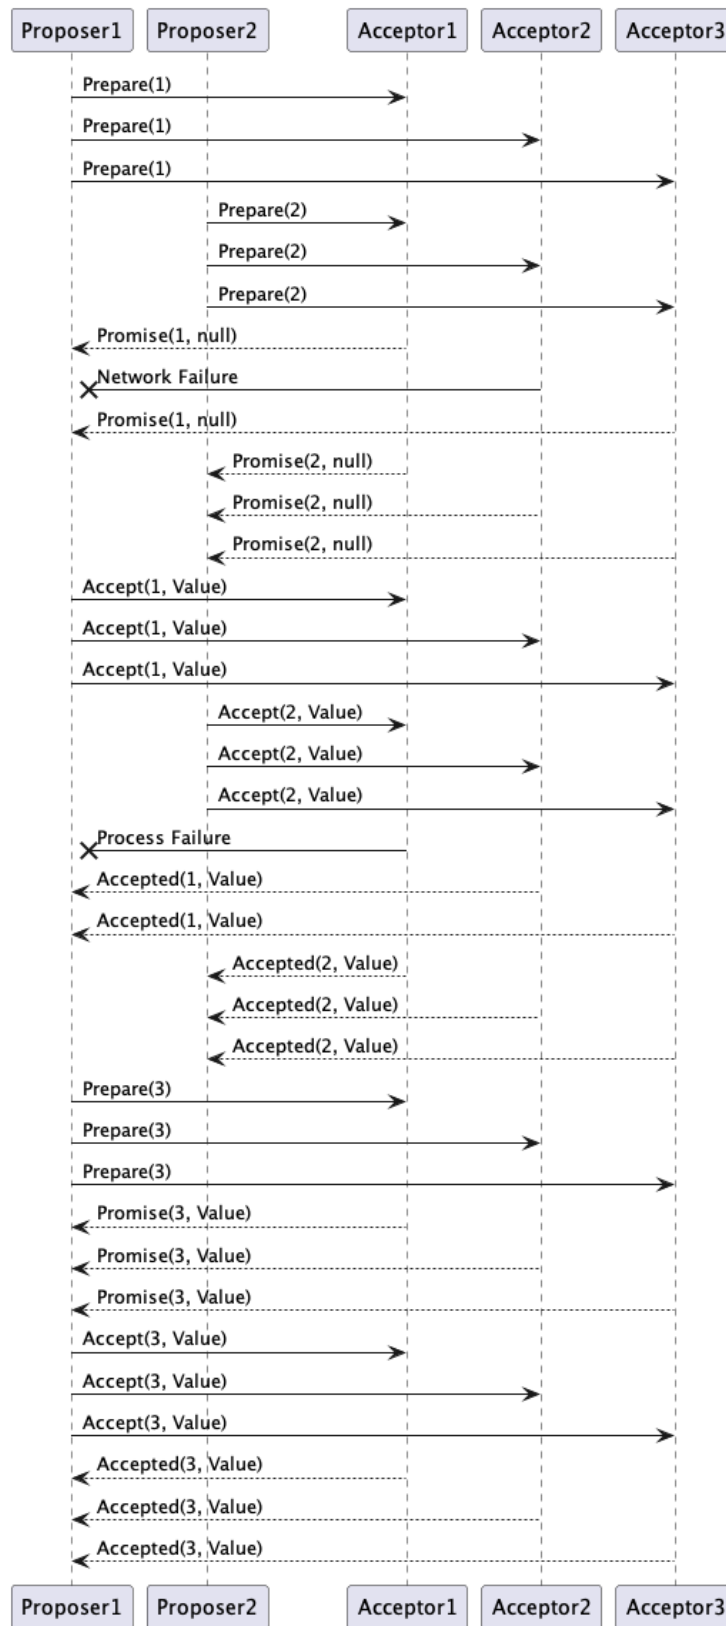 Proposer1 Proposer2 Acceptor1 Acceptor2 Acceptor3
Prepare(1)
Prepare(1)
Prepare(1)
Prepare(2)
Prepare(2)
Prepare(2)
Promise(1, null)
Network Failure
Promise(1, null)
Promise(2, null)
Promise(2, null)
Promise(2, null)
Accept(1, Value)
Accept(1, Value)
Accept(1, Value)
Accept(2, Value)
Accept(2, Value)
Accept(2, Value)
Process Failure
Accepted(1, Value)
Accepted(1, Value)
Accepted(2, Value)
Accepted(2, Value)
Accepted(2, Value)
Prepare(3)
Prepare(3)
Prepare(3)
Promise(3, Value)
Promise(3, Value)
Promise(3, Value)
Accept(3, Value)
Accept(3, Value)
Accept(3, Value)
Accepted(3, Value)
Accepted(3, Value)
Accepted(3, Value)
Proposer1 Proposer2 Acceptor1 Acceptor2 Acceptor3